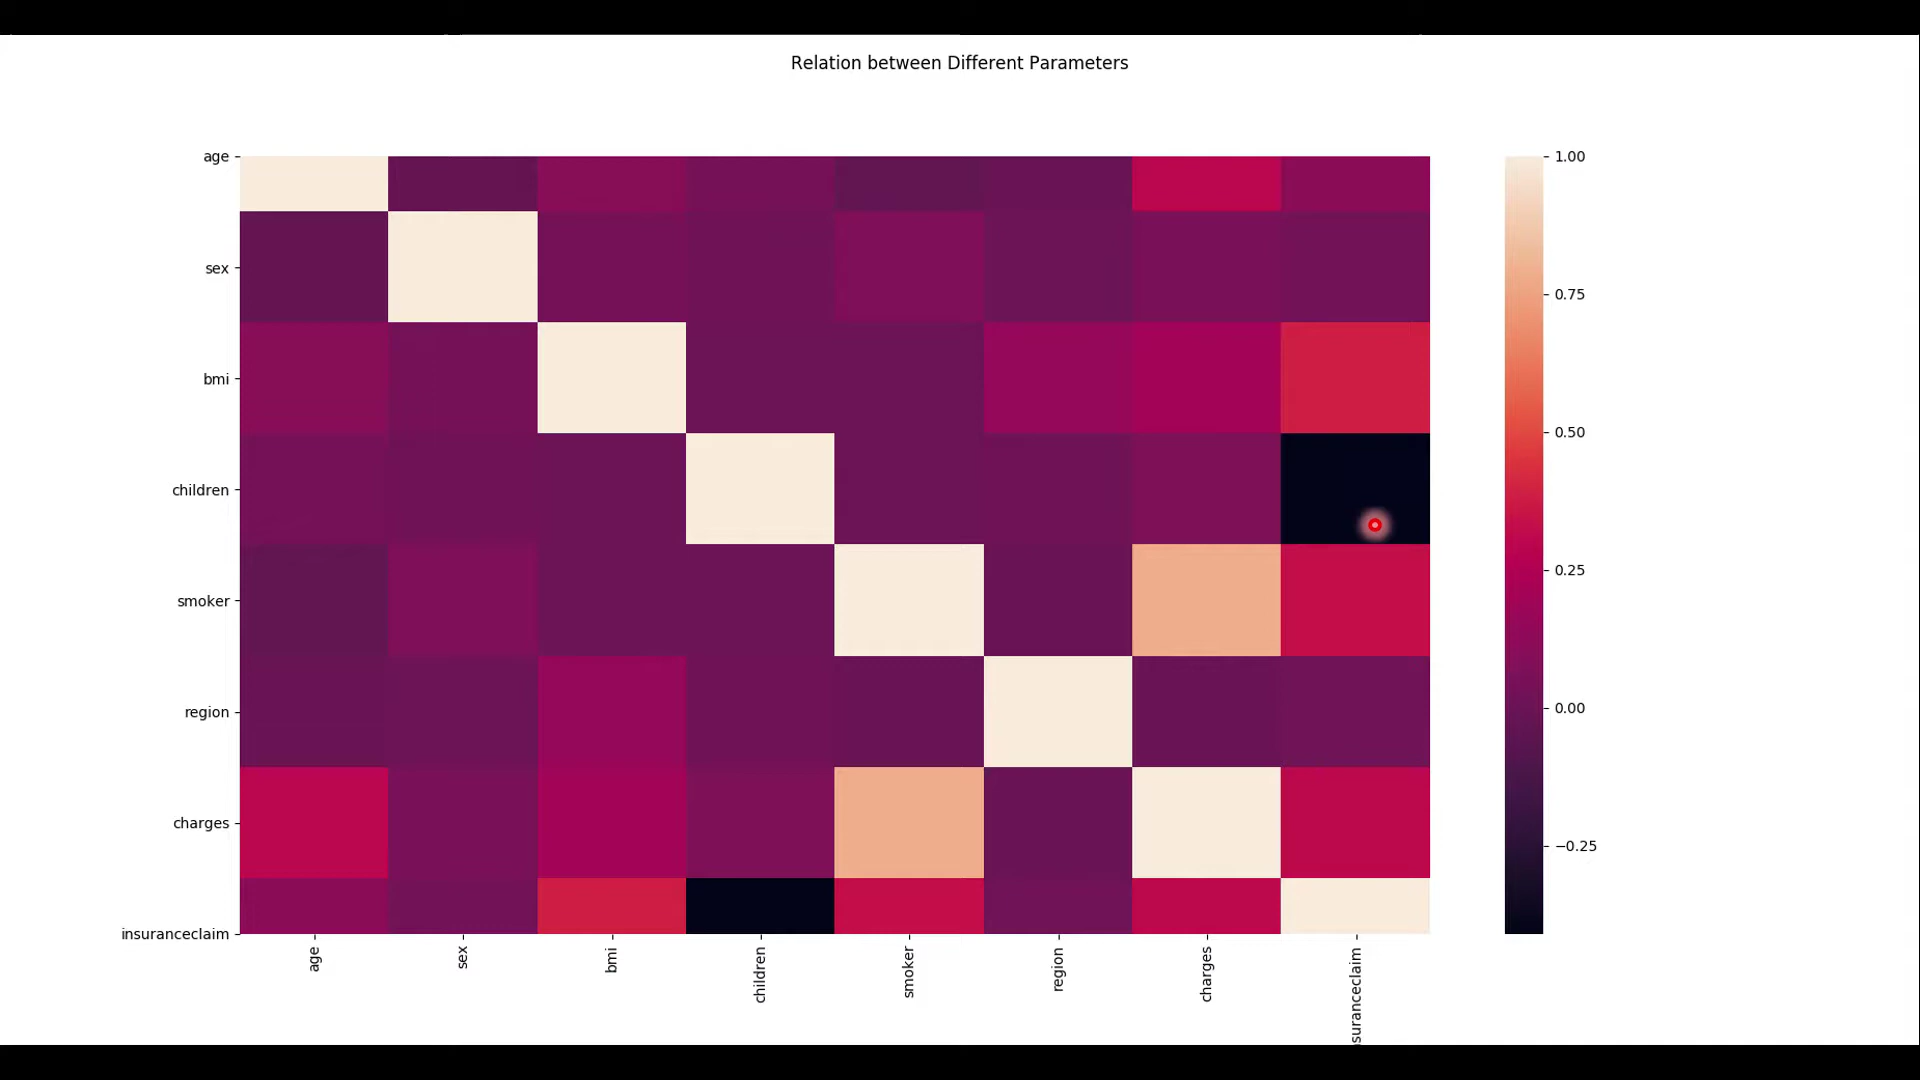 Relation between Different Parameters
age
sex
bmi
children
smoker
region
charges
insuranceclaim
1.00
0.75
0.50
0.25
0.00
−0.25
age
sex
bmi
children
smoker
region
charges
suranceclaim